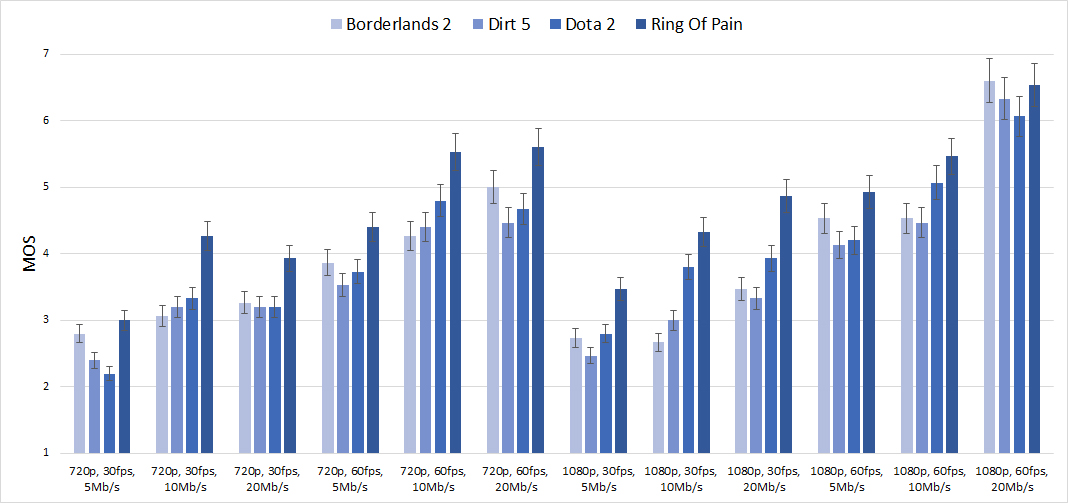 Borderlands 2 Dirt 5 Dota 2 Ring Of Pain
7
6
5
4
3
2
1
MOS
720p, 30fps, 720p, 30fps, 720p, 30fps, 720p, 60fps, 720p, 60fps, 720p, 60fps, 1080p, 30fps, 1080p, 30fps, 1080p, 30fps, 1080p, 60fps, 1080p, 60fps, 1080p, 60fps,
5Mb/s 10Mb/s 20Mb/s 5Mb/s 10Mb/s 20Mb/s 5Mb/s 10Mb/s 20Mb/s 5Mb/s 10Mb/s 20Mb/s